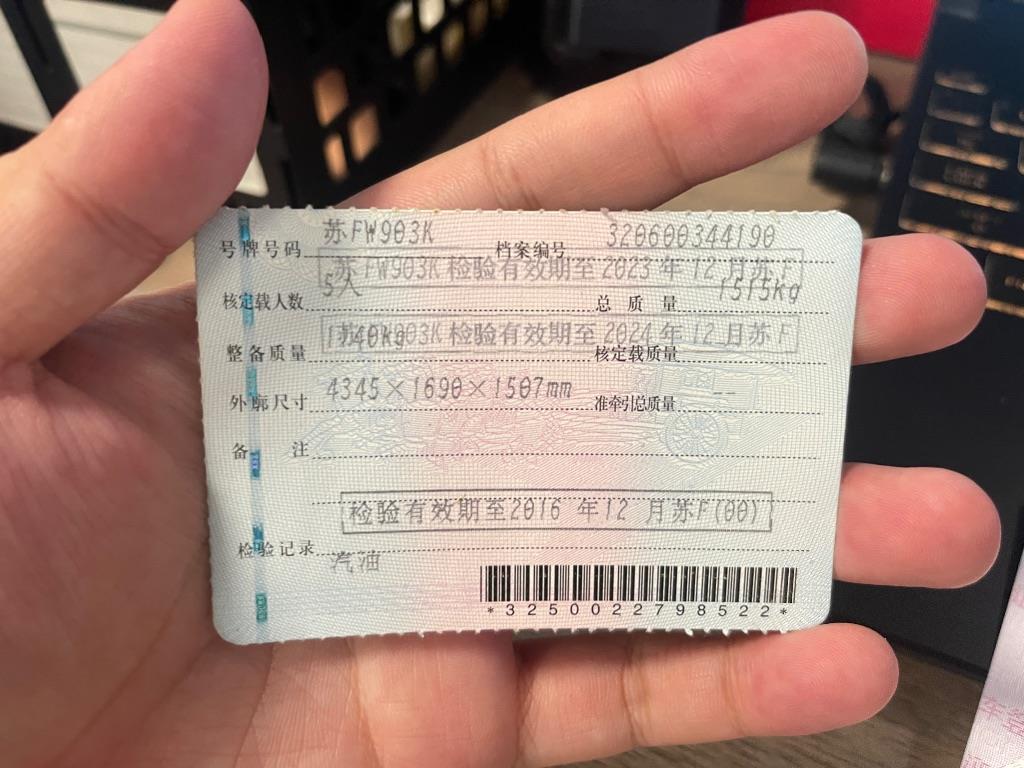 号牌号码 苏FW903K 档案编号 320600344190
苏FW903K检验有效期至2023年12月苏F
核定载人数 5人 总质量 1515kg
苏FW903K检验有效期至2024年12月苏F
整备质量 1140kg 核定载质量
外廓尺寸 4345×1690×1507mm 准牵引总质量 --
备注
检验有效期至2016年12月苏F(00)
检验记录 汽油
*3250022798522*